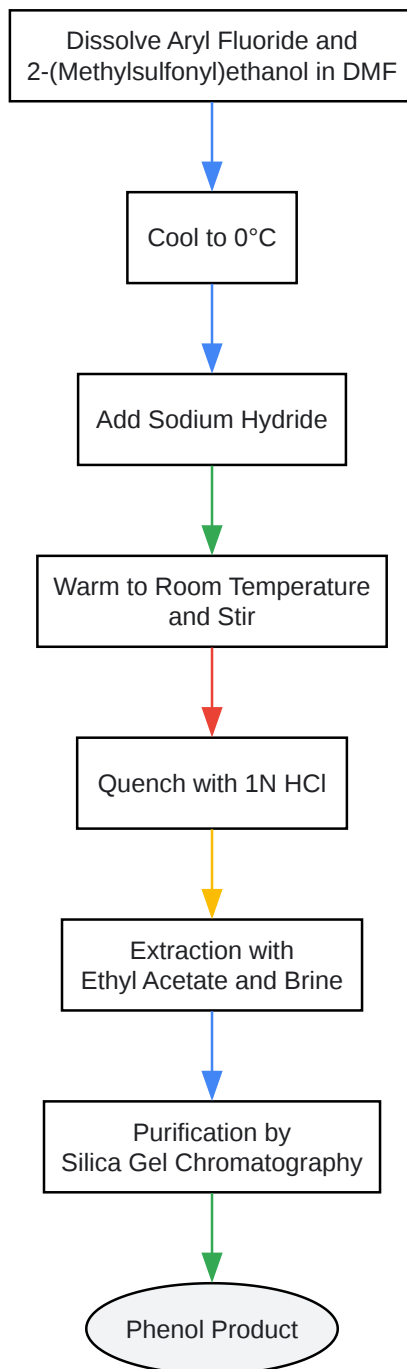 Dissolve Aryl Fluoride and
2-(Methylsulfonyl)ethanol in DMF
Cool to 0°C
Add Sodium Hydride
Warm to Room Temperature
and Stir
Quench with 1N HCl
Extraction with
Ethyl Acetate and Brine
Purification by
Silica Gel Chromatography
Phenol Product